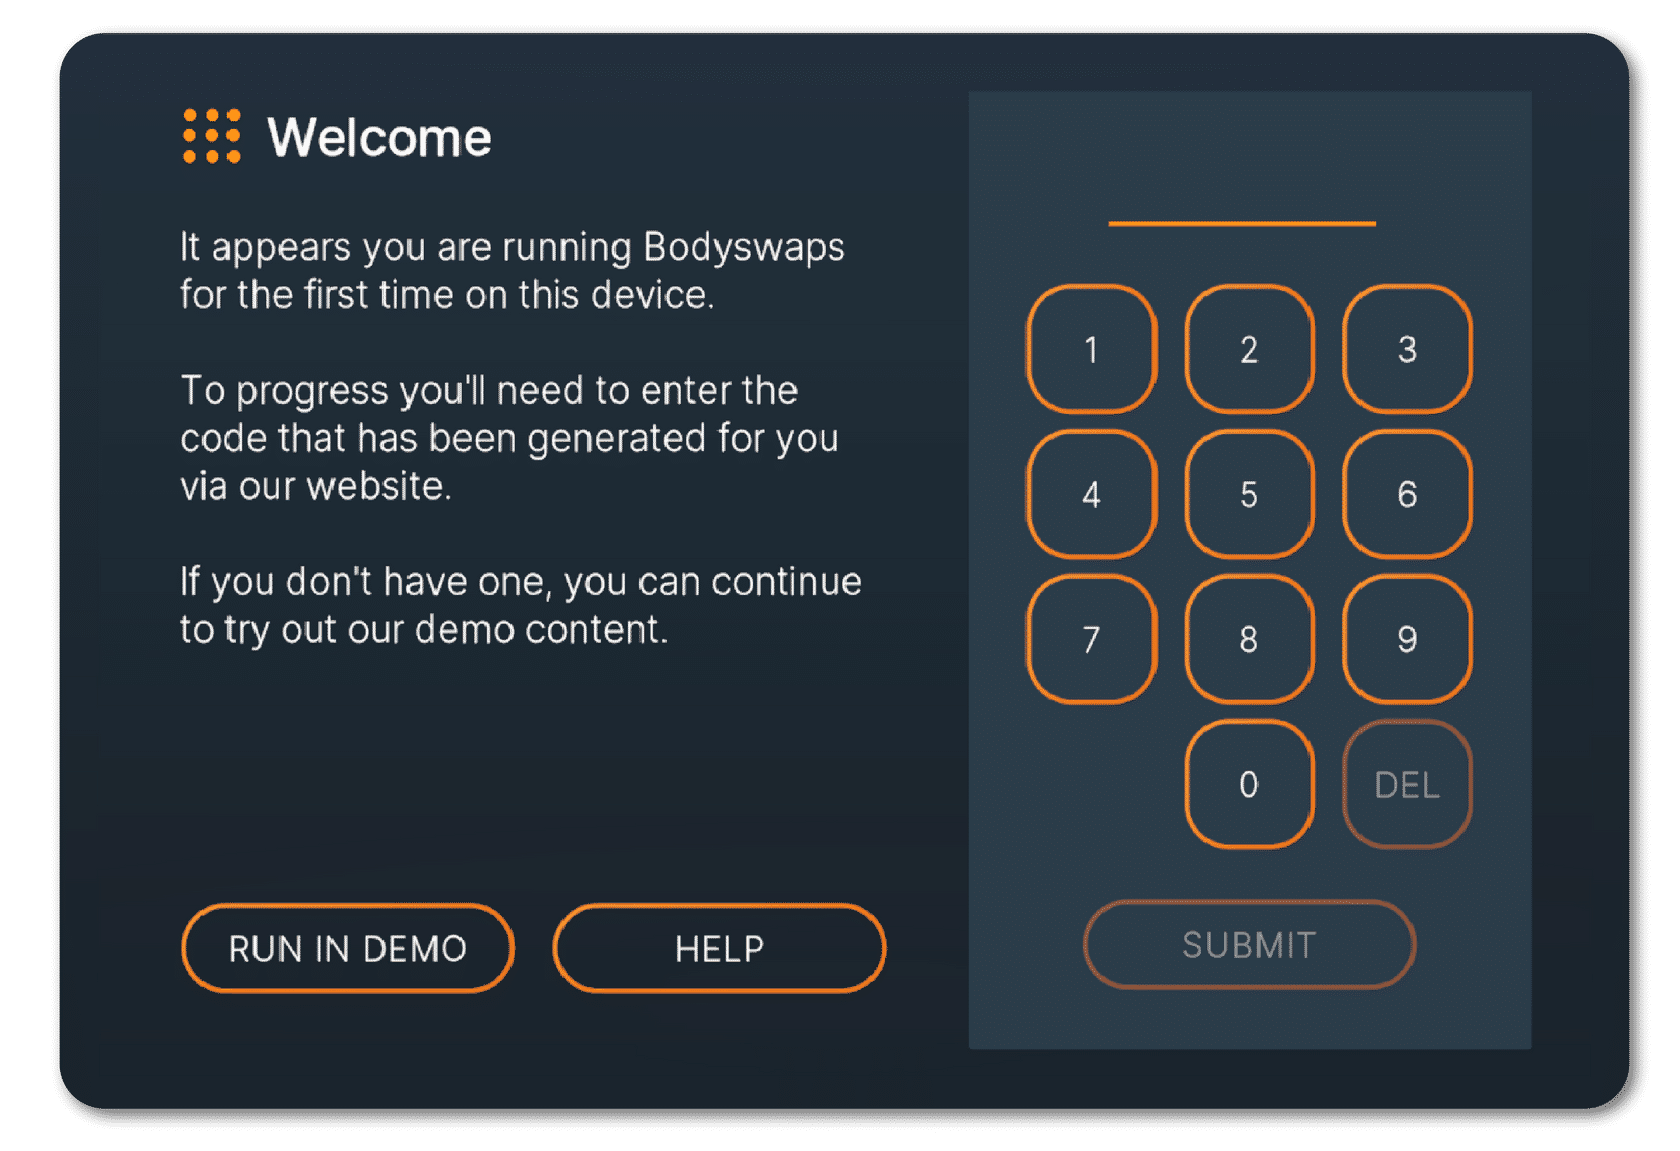 Welcome
It appears you are running Bodyswaps
for the first time on this device.
To progress you'll need to enter the
code that has been generated for you
via our website.
If you don't have one, you can continue
to try out our demo content.
RUN IN DEMO
HELP
1 2 3
4 5 6
7 8 9
0 DEL
SUBMIT